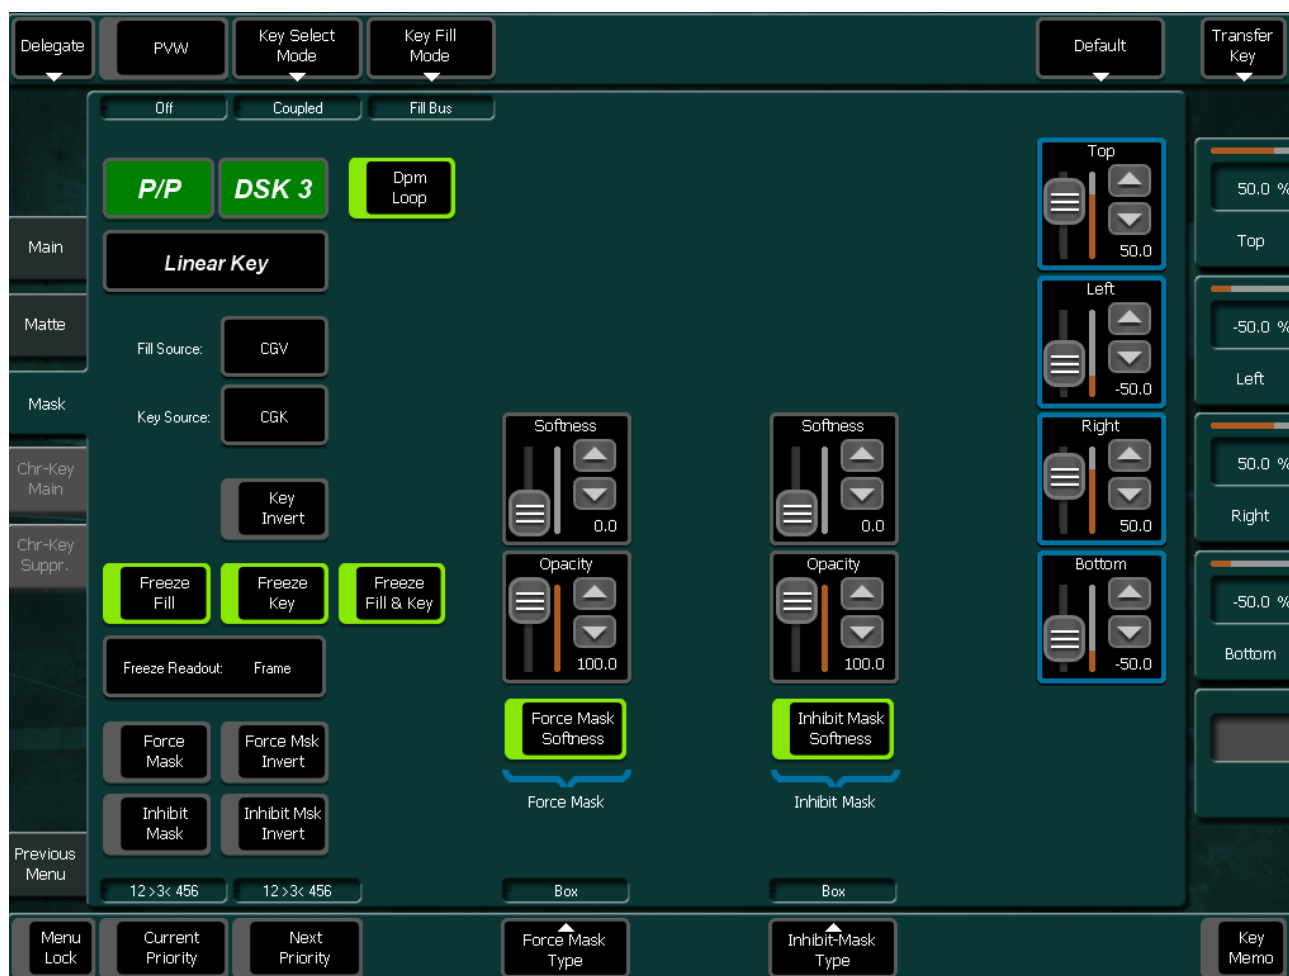 Delegate
PVW
Key Select
Mode
Key Fill
Mode
Default
Transfer
Key
Off
Coupled
Fill Bus
P/P
DSK 3
Dpm
Loop
Top
50.0
50.0 %
Top
Main
Linear Key
Left
-50.0
-50.0 %
Left
Matte
Fill Source:
CGV
Mask
Key Source:
CGK
Softness
0.0
Softness
0.0
Right
50.0
50.0 %
Right
Chr-Key
Main
Key
Invert
Chr-Key
Suppr.
Freeze
Fill
Freeze
Key
Freeze
Fill & Key
Opacity
100.0
Opacity
100.0
Bottom
-50.0
-50.0 %
Bottom
Freeze Readout:
Frame
Force
Mask
Force Msk
Invert
Force Mask
Softness
Inhibit Mask
Softness
Force Mask
Inhibit Mask
Inhibit
Mask
Inhibit Msk
Invert
Previous
Menu
12 >3< 456
12 >3< 456
Box
Box
Menu
Lock
Current
Priority
Next
Priority
Force Mask
Type
Inhibit-Mask
Type
Key
Memo